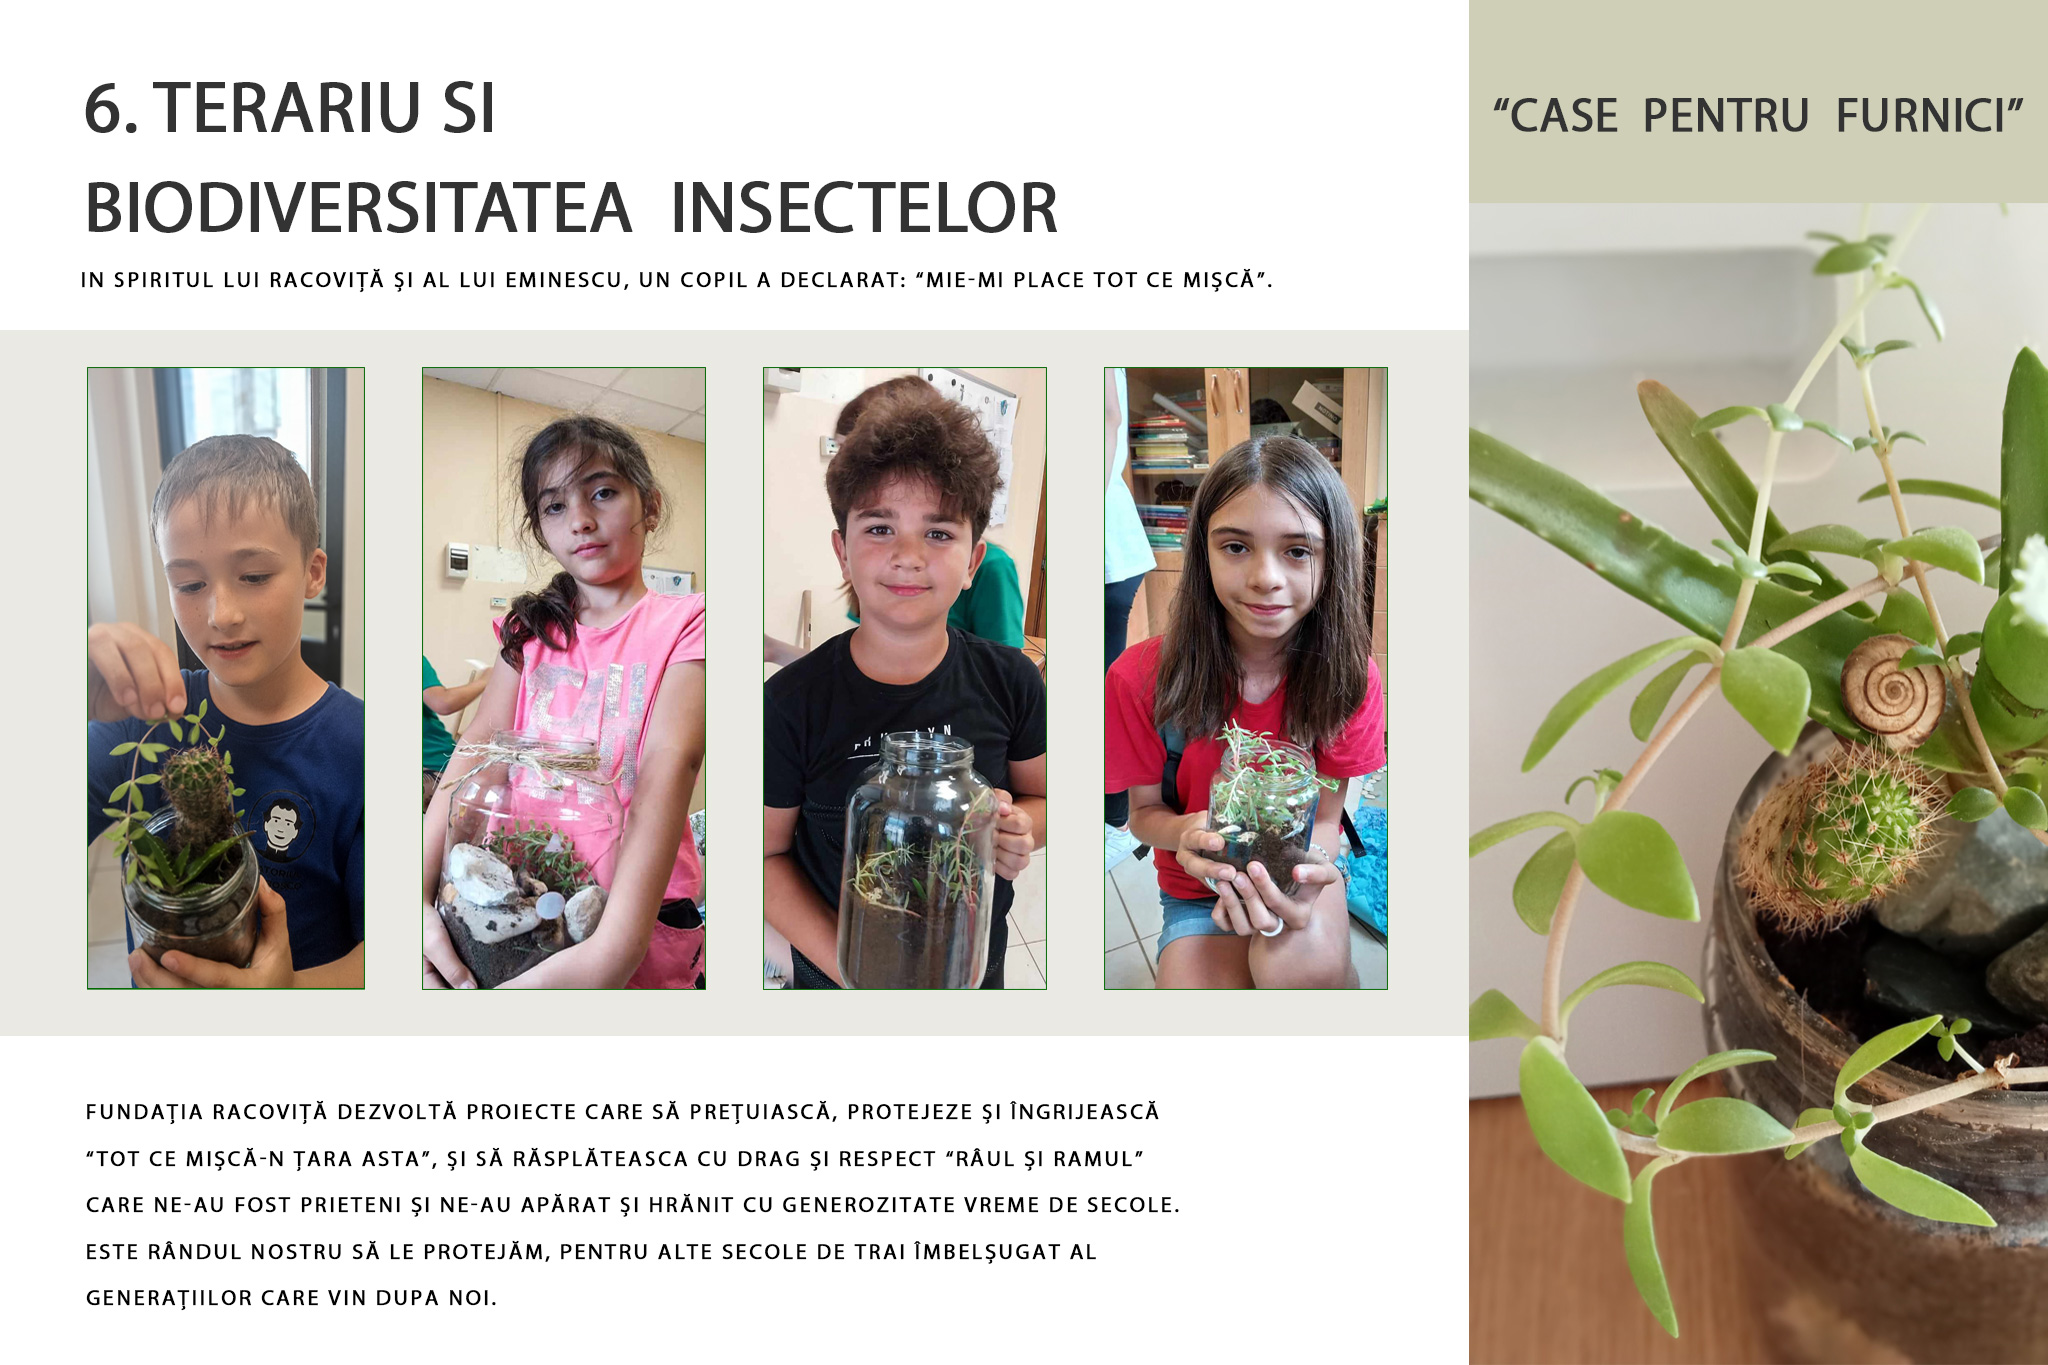 6. TERARIU SI
BIODIVERSITATEA INSECTELOR
IN SPIRITUL LUI RACOVIȚĂ ȘI AL LUI EMINESCU, UN COPIL A DECLARAT: “MIE-MI PLACE TOT CE MIȘCĂ”.
“CASE PENTRU FURNICI”
FUNDAȚIA RACOVIȚĂ DEZVOLTĂ PROIECTE CARE SĂ PREȚUIASCĂ, PROTEJEZE ȘI ÎNGRIJEASCĂ
“TOT CE MIȘCĂ-N ȚARA ASTA”, ȘI SĂ RĂSPLĂTEASCA CU DRAG ȘI RESPECT “RÂUL ȘI RAMUL”
CARE NE-AU FOST PRIETENI ȘI NE-AU APĂRAT ȘI HRĂNIT CU GENEROZITATE VREME DE SECOLE.
ESTE RÂNDUL NOSTRU SĂ LE PROTEJĂM, PENTRU ALTE SECOLE DE TRAI ÎMBELȘUGAT AL
GENERAȚIILOR CARE VIN DUPA NOI.